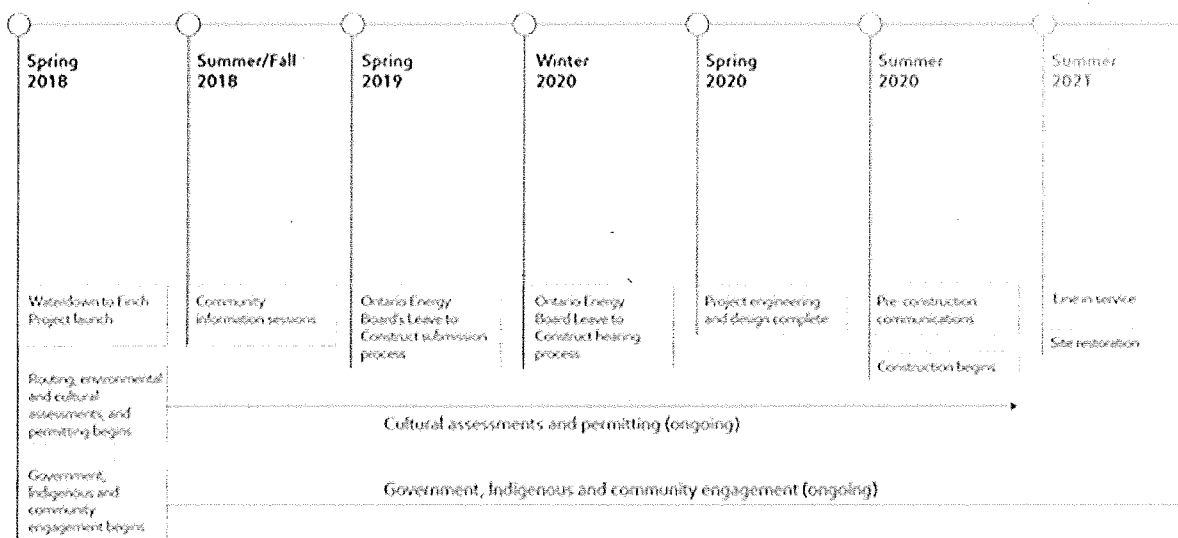 Spring
2018
Summer/Fall
2018
Spring
2019
Winter
2020
Spring
2020
Summer
2020
Summer
2021
Waterdown to Finch
Project launch
Community
information sessions
Ontario Energy
Board's Leave to
Construct submission
process
Ontario Energy
Board Leave to
Construct hearing
process
Project engineering
and design complete
Pre-construction
communications
Construction begins
Line in service
Site restoration
Routing, environmental
and cultural
assessments, and
permitting begins
Cultural assessments and permitting (ongoing)
Government,
Indigenous and
community
engagement begins
Government, Indigenous and community engagement (ongoing)